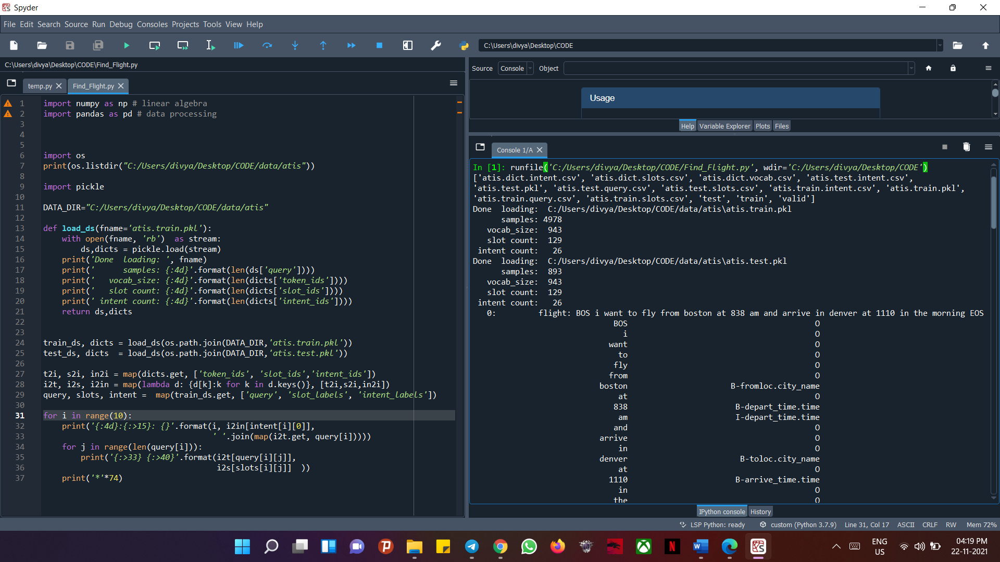 Spyder
File Edit Search Source Run Debug Consoles Projects Tools View Help
C:\Users\divya\Desktop\CODE
C:\Users\divya\Desktop\CODE\Find_Flight.py
temp.py
Find_Flight.py
1 import numpy as np # linear algebra
2 import pandas as pd # data processing
3
4
5
6 import os
7 print(os.listdir("C:/Users/divya/Desktop/CODE/data/atis"))
8
9 import pickle
10
11 DATA_DIR="C:/Users/divya/Desktop/CODE/data/atis"
12
13 def load_ds(fname='atis.train.pkl'):
14     with open(fname, 'rb')  as stream:
15         ds,dicts = pickle.load(stream)
16     print('Done  loading: ', fname)
17     print('      samples: {:4d}'.format(len(ds['query'])))
18     print('   vocab_size: {:4d}'.format(len(dicts['token_ids'])))
19     print('   slot count: {:4d}'.format(len(dicts['slot_ids'])))
20     print(' intent count: {:4d}'.format(len(dicts['intent_ids'])))
21     return ds,dicts
22
23
24 train_ds, dicts = load_ds(os.path.join(DATA_DIR,'atis.train.pkl'))
25 test_ds, dicts  = load_ds(os.path.join(DATA_DIR,'atis.test.pkl'))
26
27 t2i, s2i, in2i = map(dicts.get, ['token_ids', 'slot_ids','intent_ids'])
28 i2t, i2s, i2in = map(lambda d: {d[k]:k for k in d.keys()}, [t2i,s2i,in2i])
29 query, slots, intent =  map(train_ds.get, ['query', 'slot_labels', 'intent_labels'])
30
31 for i in range(10):
32     print('{:4d}:{:>15}: {}'.format(i, i2in[intent[i][0]],
33                                     ' '.join(map(i2t.get, query[i]))))
34     for j in range(len(query[i])):
35         print('{:>33} {:>40}'.format(i2t[query[i][j]],
36                                      i2s[slots[i][j]]  ))
37     print('*'*74)
Source Console Object
Usage
Help Variable Explorer Plots Files
Console 1/A
In [1]: runfile('C:/Users/divya/Desktop/CODE/Find_Flight.py', wdir='C:/Users/divya/Desktop/CODE')
['atis.dict.intent.csv', 'atis.dict.slots.csv', 'atis.dict.vocab.csv', 'atis.test.intent.csv',
'atis.test.pkl', 'atis.test.query.csv', 'atis.test.slots.csv', 'atis.train.intent.csv', 'atis.train.pkl',
'atis.train.query.csv', 'atis.train.slots.csv', 'test', 'train', 'valid']
Done  loading:  C:/Users/divya/Desktop/CODE/data/atis\atis.train.pkl
samples: 4978
vocab_size:  943
slot count:  129
intent count:   26
Done  loading:  C:/Users/divya/Desktop/CODE/data/atis\atis.test.pkl
samples:  893
vocab_size:  943
slot count:  129
intent count:   26
0:         flight: BOS i want to fly from boston at 838 am and arrive in denver at 1110 in the morning EOS
BOS O
i O
want O
to O
fly O
from O
boston B-fromloc.city_name
at O
838 B-depart_time.time
am I-depart_time.time
and O
arrive O
in O
denver B-toloc.city_name
at O
1110 B-arrive_time.time
in O
the O
IPython console History
LSP Python: ready custom (Python 3.7.9) Line 31, Col 17 ASCII CRLF RW Mem 72%
ENG
US
04:19 PM
22-11-2021